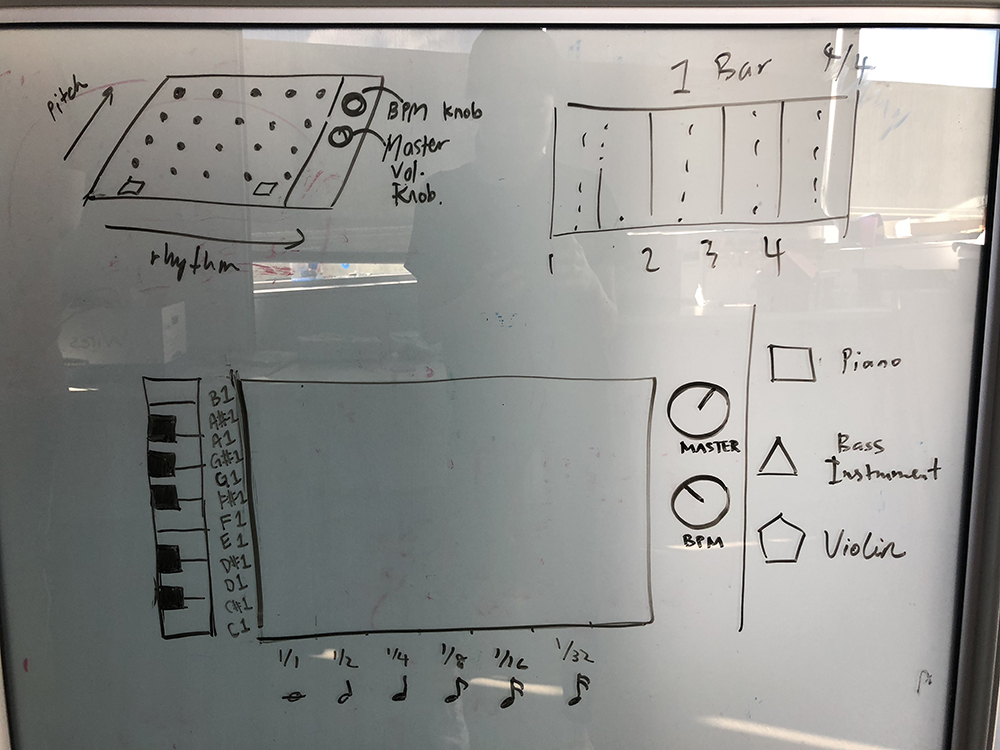 Pitch
BPM Knob
Master
Vol.
Knob.
rhythm
1 Bar
4/4
1
2
3
4
B1
A#1
A1
G#1
G1
F#1
F1
E1
D#1
D1
C#1
C1
MASTER
BPM
Piano
Bass
Instrument
Violin
1/1 1/2 1/4 1/8 1/16 1/32